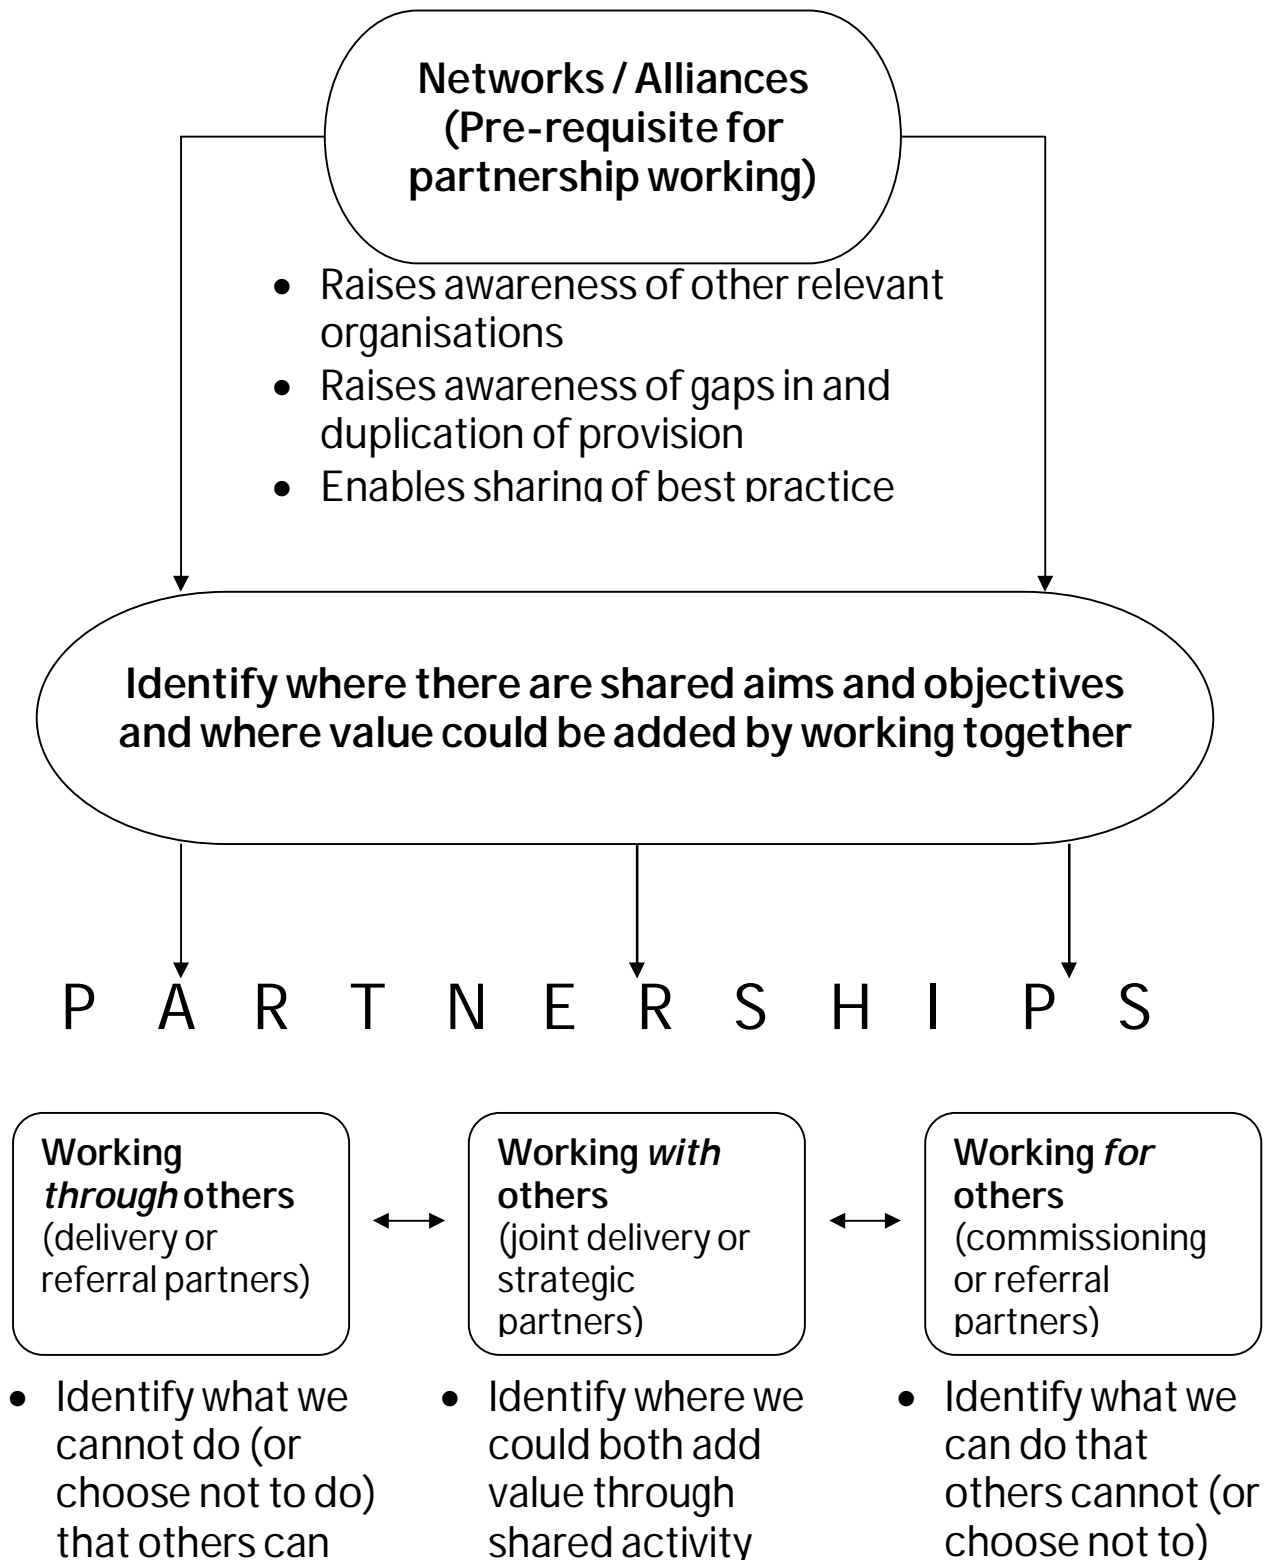 Networks / Alliances
(Pre-requisite for
partnership working)
• Raises awareness of other relevant
organisations
• Raises awareness of gaps in and
duplication of provision
• Enables sharing of best practice
Identify where there are shared aims and objectives
and where value could be added by working together
P A R T N E R S H I P S
Working
through others
(delivery or
referral partners)
Working with
others
(joint delivery or
strategic
partners)
Working for
others
(commissioning
or referral
partners)
• Identify what we
cannot do (or
choose not to do)
that others can
• Identify where we
could both add
value through
shared activity
• Identify what we
can do that
others cannot (or
choose not to)